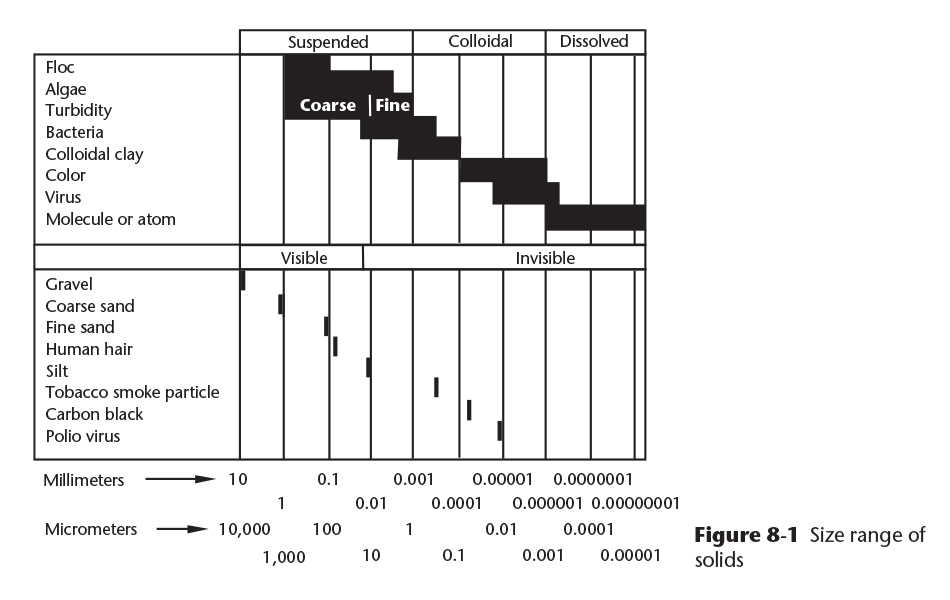 Suspended Colloidal Dissolved
Floc
Algae
Turbidity Coarse Fine
Bacteria
Colloidal clay
Color
Virus
Molecule or atom
Visible Invisible
Gravel
Coarse sand
Fine sand
Human hair
Silt
Tobacco smoke particle
Carbon black
Polio virus
Millimeters 10 0.1 0.001 0.00001 0.0000001
1 0.01 0.0001 0.000001 0.00000001
Micrometers 10,000 100 1 0.01 0.0001
1,000 10 0.1 0.001 0.00001
Figure 8-1 Size range of
solids